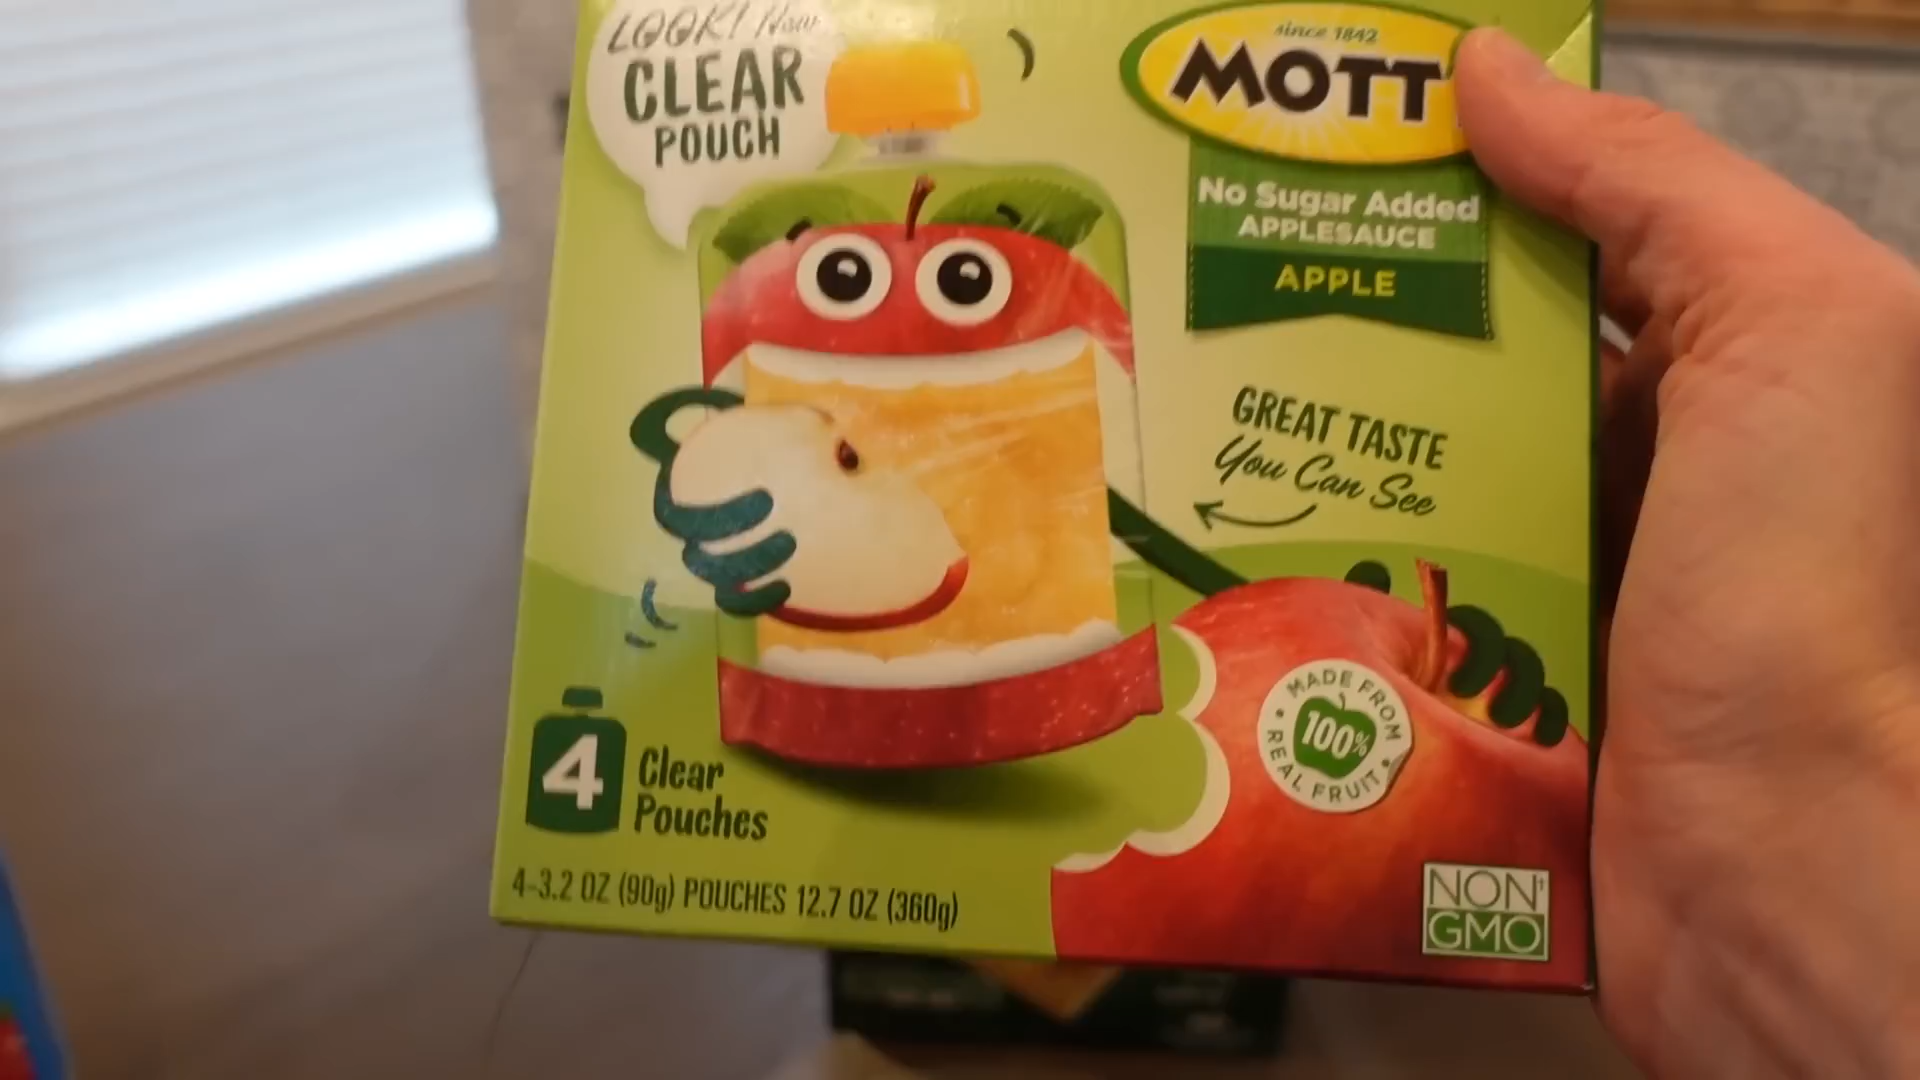 LOOK! Now
CLEAR
POUCH
since 1842
MOTT
No Sugar Added
APPLESAUCE
APPLE
GREAT TASTE
You Can See
MADE FROM
100%
REAL FRUIT
4
Clear
Pouches
4-3.2 OZ (90g) POUCHES 12.7 OZ (360g)
NON†
GMO